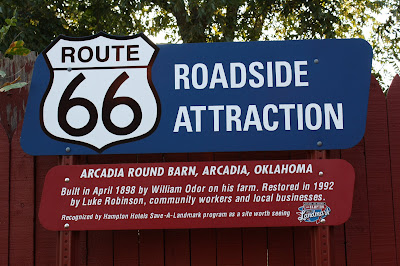 ROUTE
66
ROADSIDE
ATTRACTION
ARCADIA ROUND BARN, ARCADIA, OKLAHOMA
Built in April 1898 by William Odor on his farm. Restored in 1992
by Luke Robinson, community workers and local businesses.
Recognized by Hampton Hotels Save-A-Landmark program as a site worth seeing
Landmark